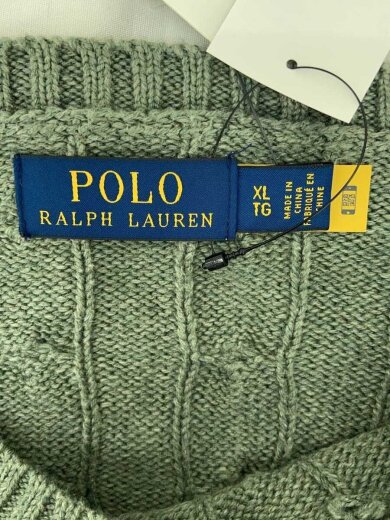 POLO
RALPH LAUREN
XL
TG
MADE IN
CHINA
FABRIQUÉ EN
CHINE